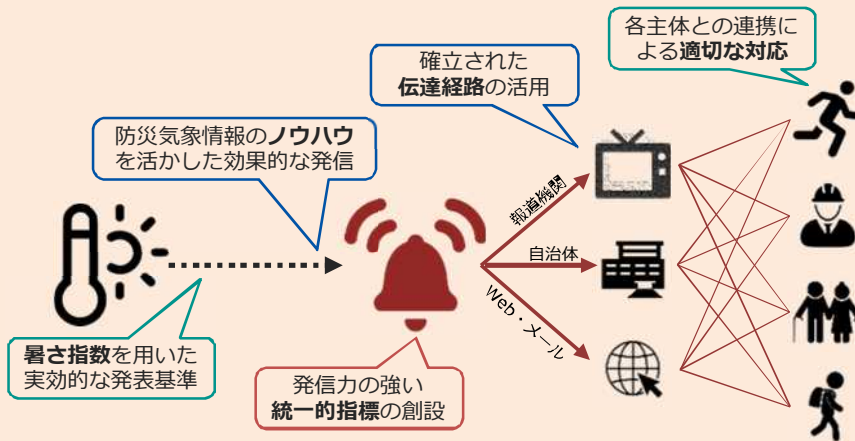 各主体との連携に
よる適切な対応
確立された
伝達経路の活用
防災気象情報のノウハウ
を活かした効果的な発信
報道機関
自治体
Web・メール
暑さ指数を用いた
実効的な発表基準
発信力の強い
統一的指標の創設